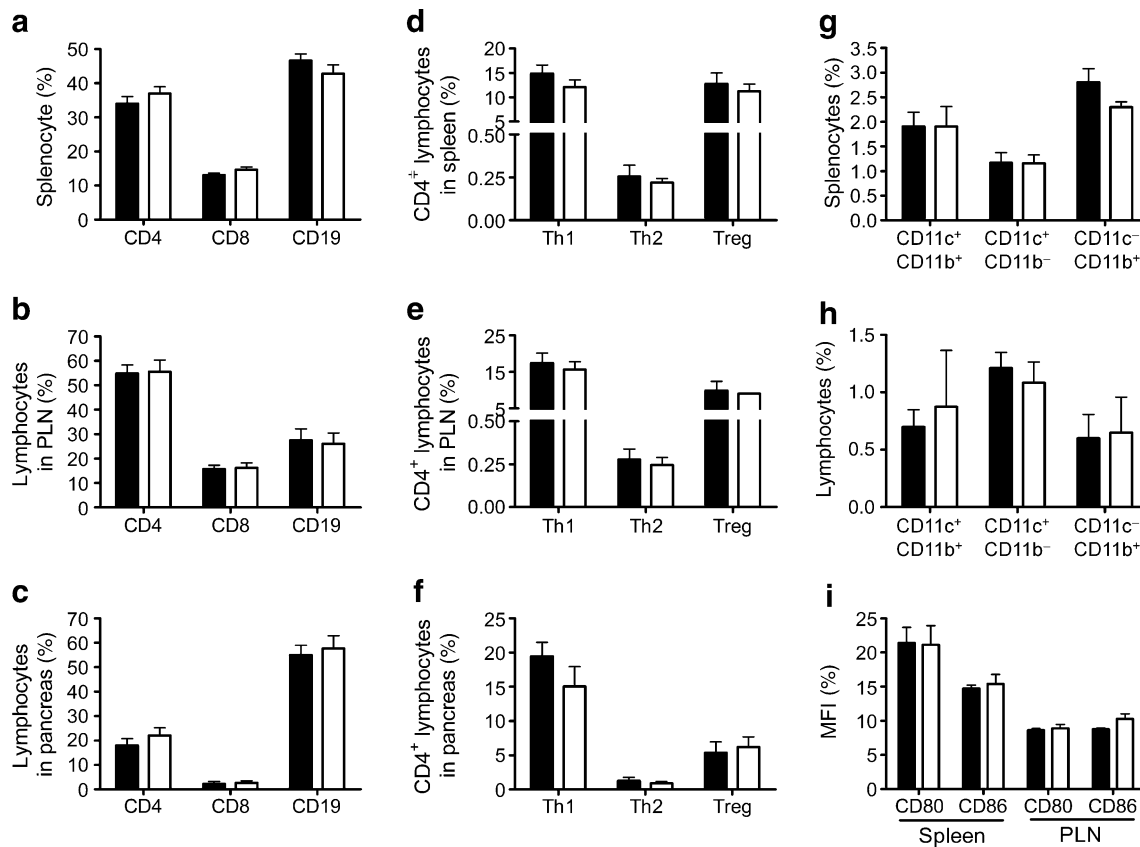 a
Splenocyte (%)
50
40
30
20
10
0
CD4 CD8 CD19
b
Lymphocytes
in PLN (%)
70
60
50
40
30
20
10
0
CD4 CD8 CD19
c
Lymphocytes
in pancreas (%)
70
60
50
40
30
20
10
0
CD4 CD8 CD19
d
CD4⁺ lymphocytes
in spleen (%)
20
15
10
5
0.50
0.25
0.00
Th1 Th2 Treg
e
CD4⁺ lymphocytes
in PLN (%)
25
15
5
0.50
0.25
0.00
Th1 Th2 Treg
f
CD4⁺ lymphocytes
in pancreas (%)
25
20
15
10
5
0
Th1 Th2 Treg
g
Splenocytes (%)
3.5
3.0
2.5
2.0
1.5
1.0
0.5
0.0
CD11c⁺ CD11c⁺ CD11c⁻
CD11b⁺ CD11b⁻ CD11b⁺
h
Lymphocytes (%)
1.5
1.0
0.5
0.0
CD11c⁺ CD11c⁺ CD11c⁻
CD11b⁺ CD11b⁻ CD11b⁺
i
MFI (%)
25
20
15
10
5
0
CD80 CD86 CD80 CD86
Spleen PLN